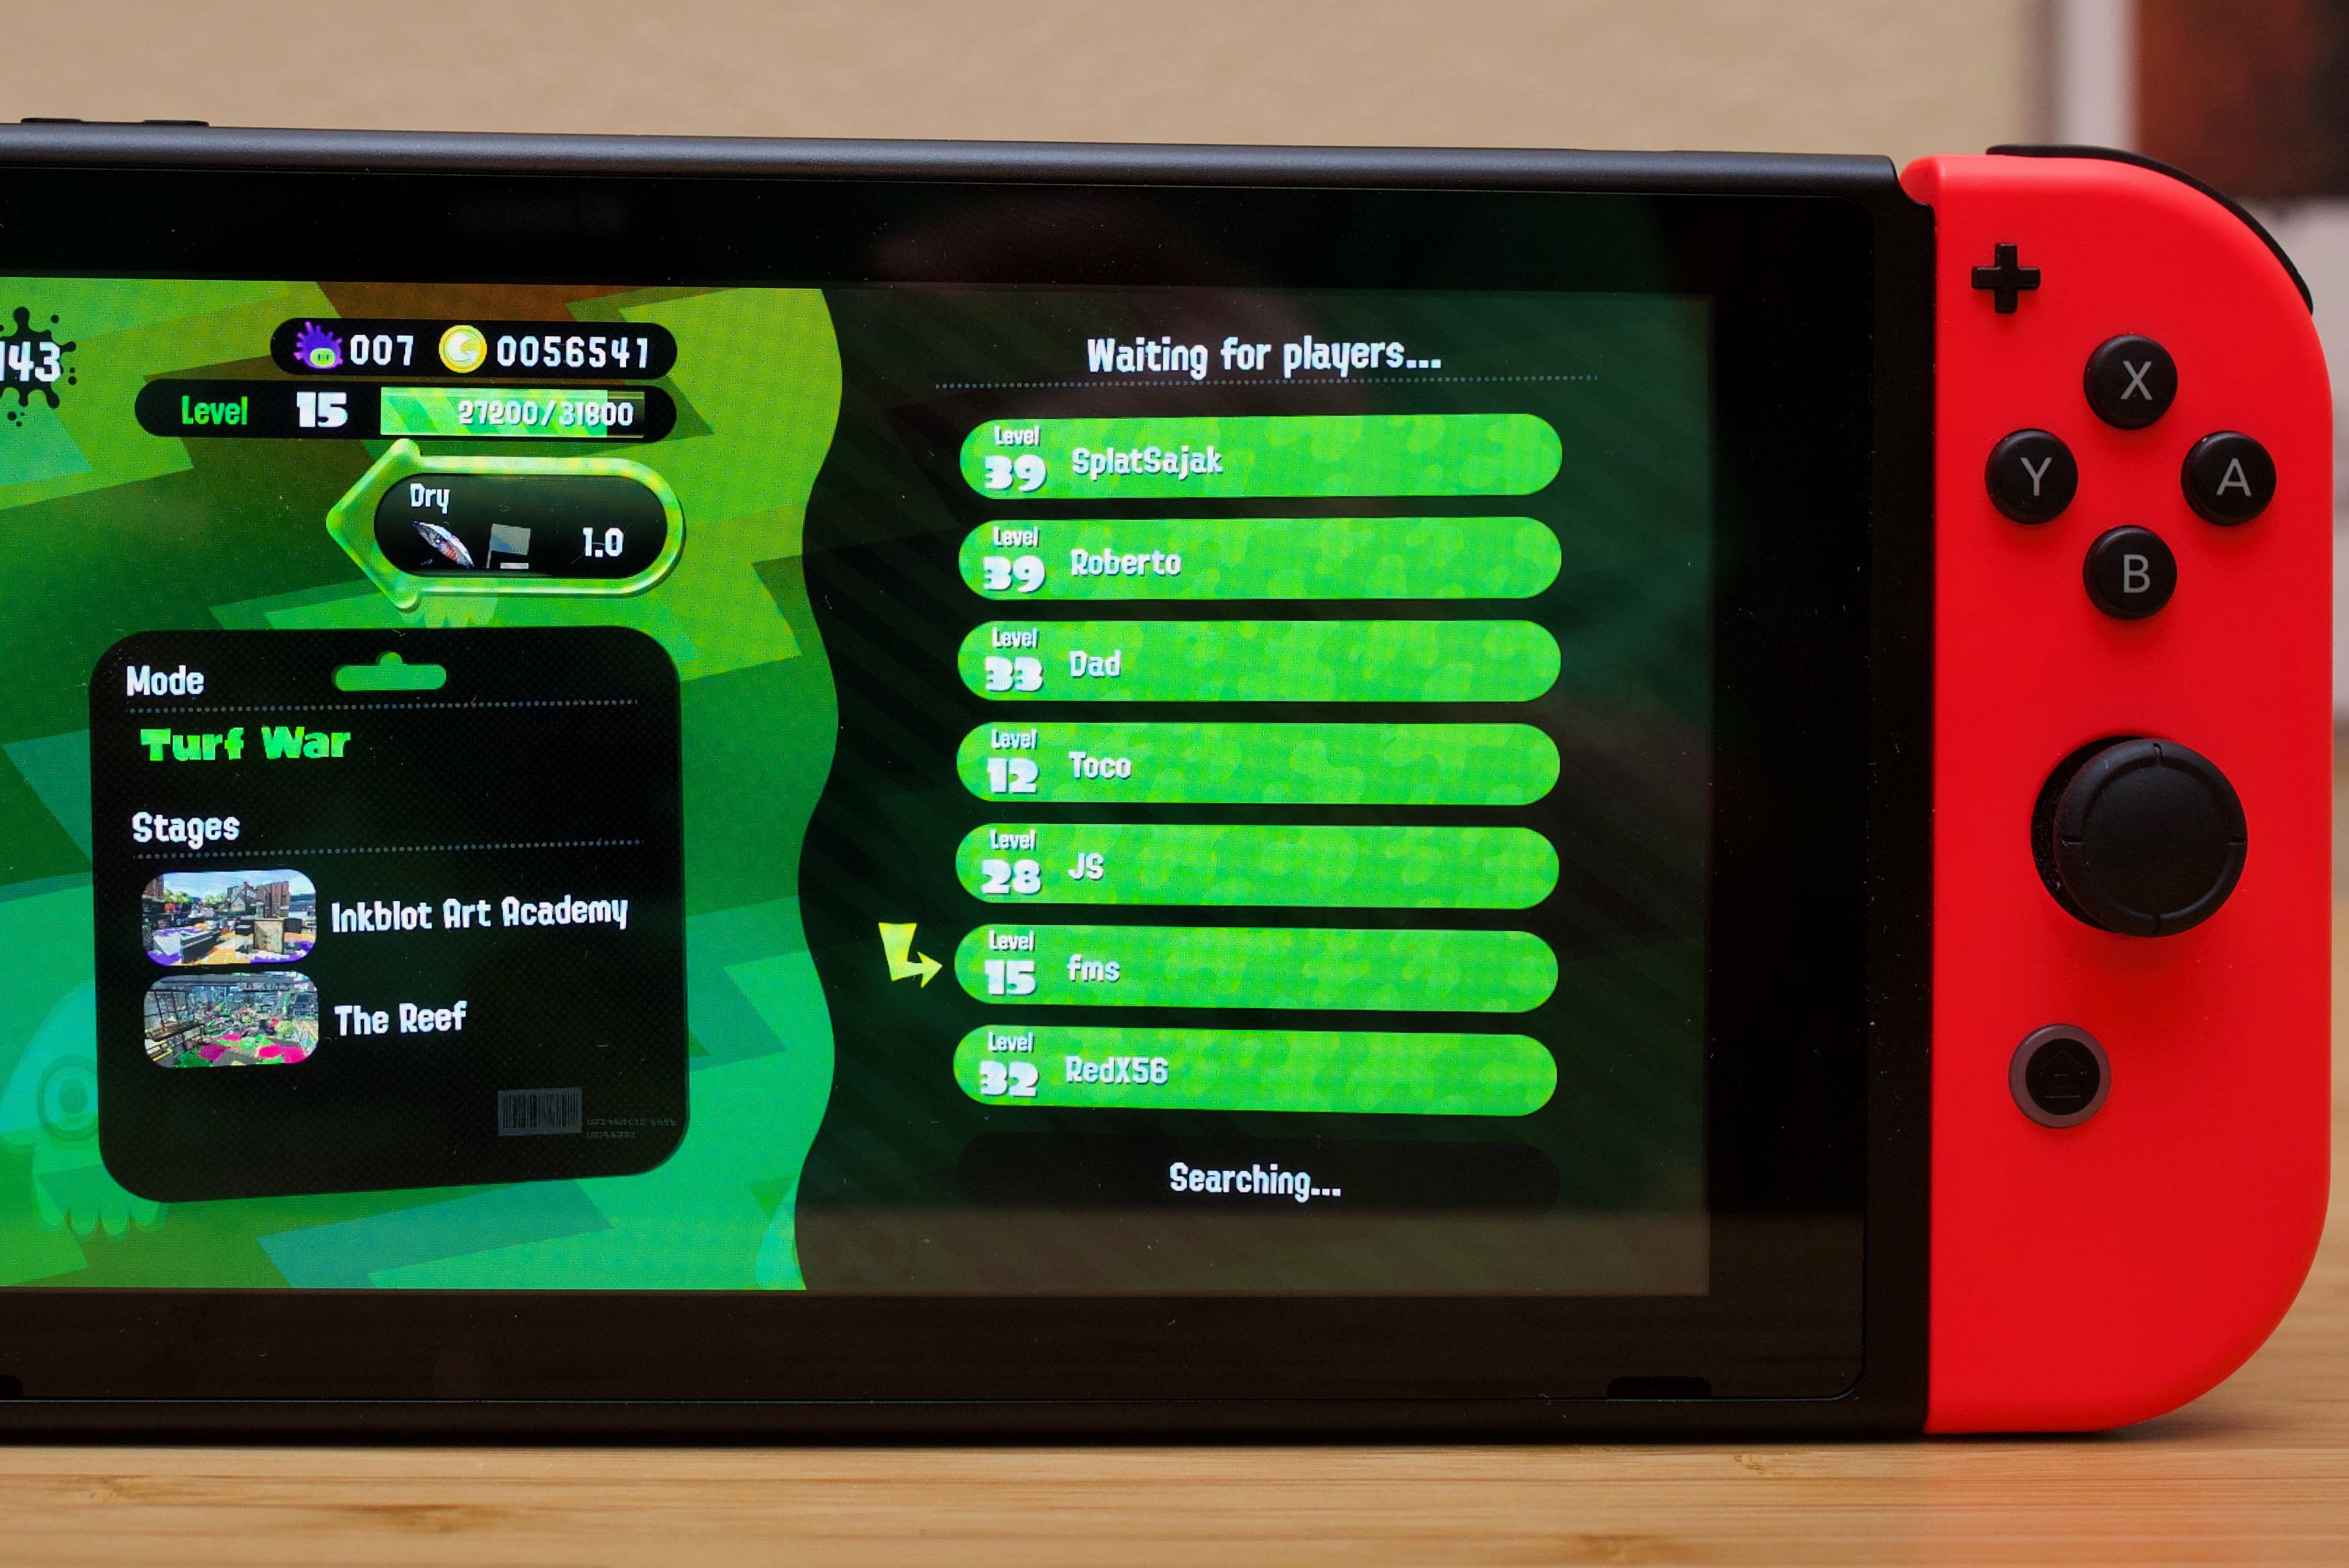 143
007 0056541
Level 15 27200/31800
Dry
1.0
Mode
Turf War
Stages
Inkblot Art Academy
The Reef
Waiting for players...
Level
39 SplatSajak
Level
39 Roberto
Level
33 Dad
Level
12 Toco
Level
28 JS
Level
15 fms
Level
32 RedX56
Searching...
X
Y
A
B